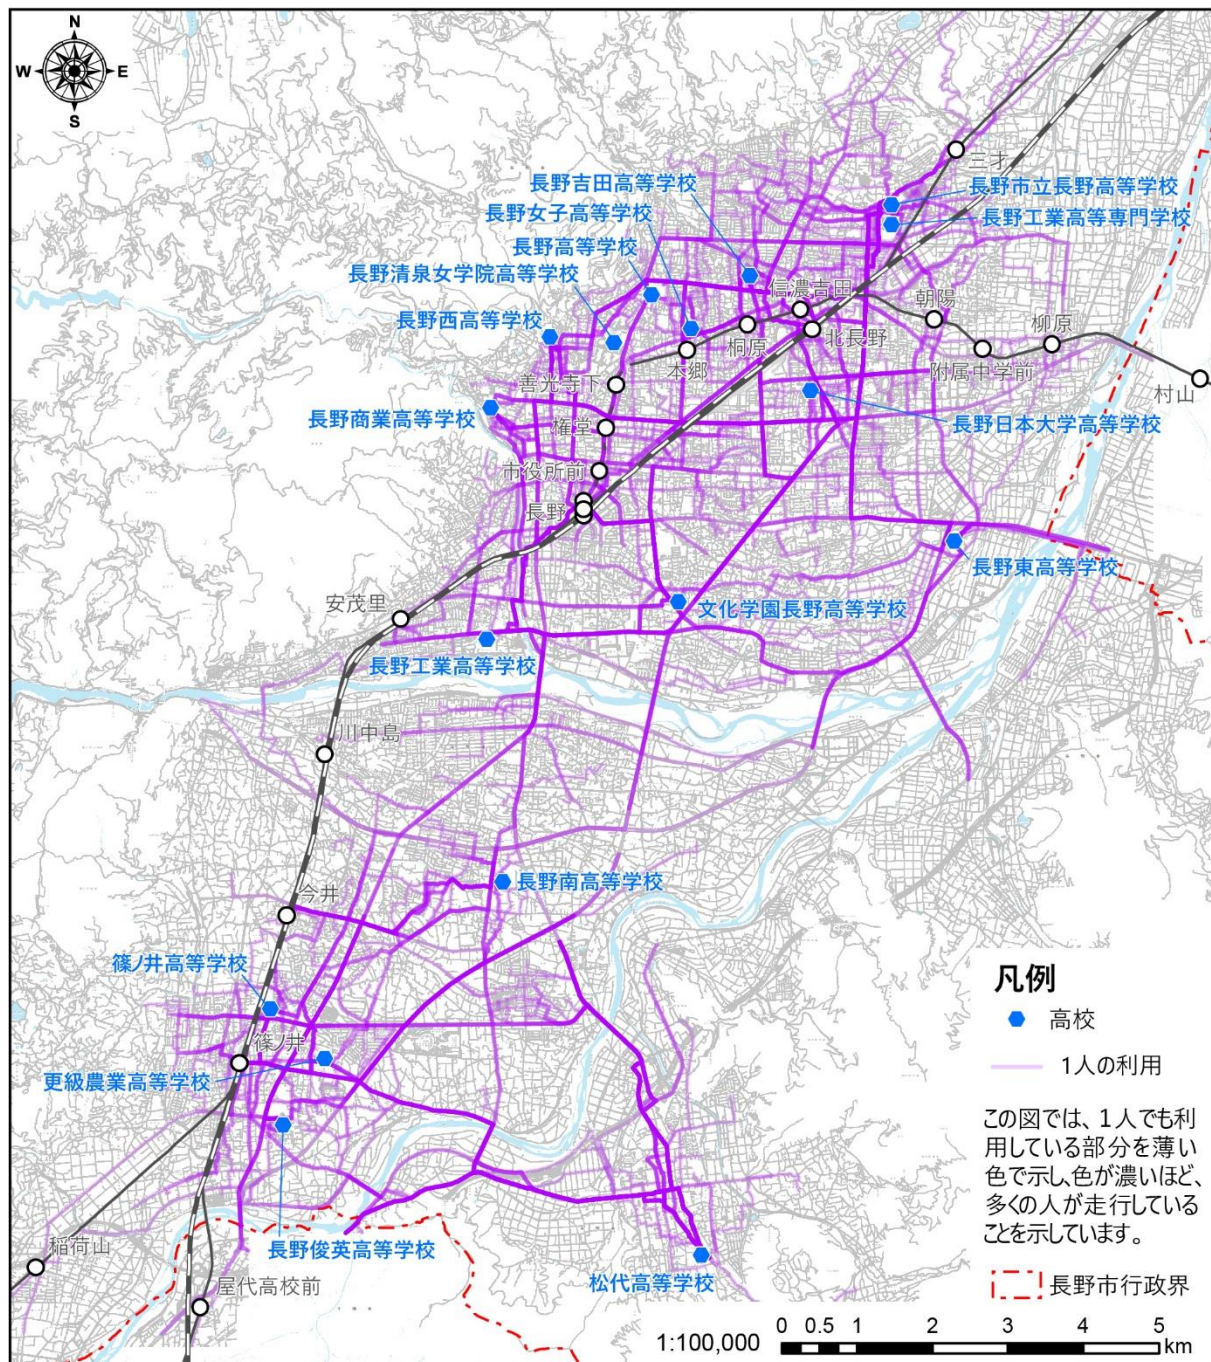 N
W
E
S
三才
長野吉田高等学校
長野市立長野高等学校
長野女子高等学校
長野工業高等専門学校
長野高等学校
長野清泉女学院高等学校
信濃吉田
朝陽
長野西高等学校
桐原
北長野
柳原
本郷
附属中学前
善光寺下
村山
長野商業高等学校
権堂
長野日本大学高等学校
市役所前
長野
長野東高等学校
安茂里
文化学園長野高等学校
長野工業高等学校
川中島
長野南高等学校
今井
篠ノ井高等学校
篠ノ井
更級農業高等学校
稲荷山
長野俊英高等学校
屋代高校前
松代高等学校
凡例
高校
1人の利用
この図では、1人でも利
用している部分を薄い
色で示し、色が濃いほど、
多くの人が走行している
ことを示しています。
長野市行政界
1:100,000
0 0.5 1 2 3 4 5
km